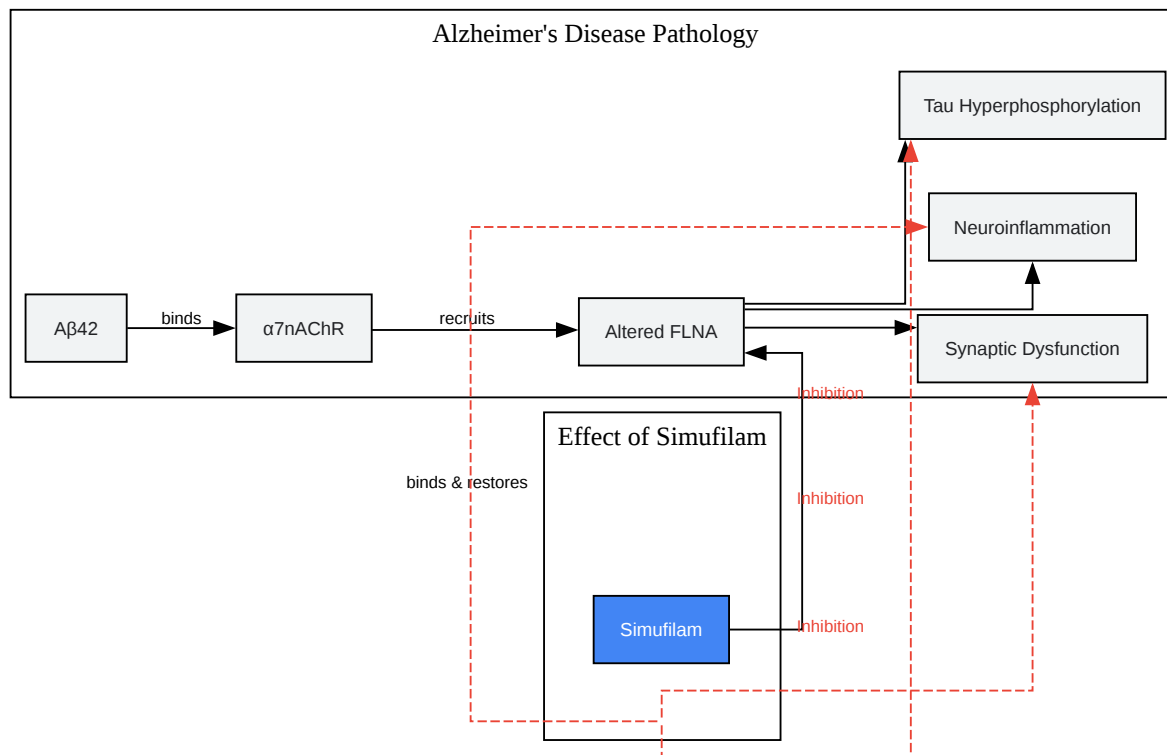 Alzheimer's Disease Pathology
Tau Hyperphosphorylation
Neuroinflammation
Aβ42
binds
α7nAChR
recruits
Altered FLNA
Synaptic Dysfunction
Inhibition
Effect of Simufilam
binds & restores
Inhibition
Simufilam
Inhibition